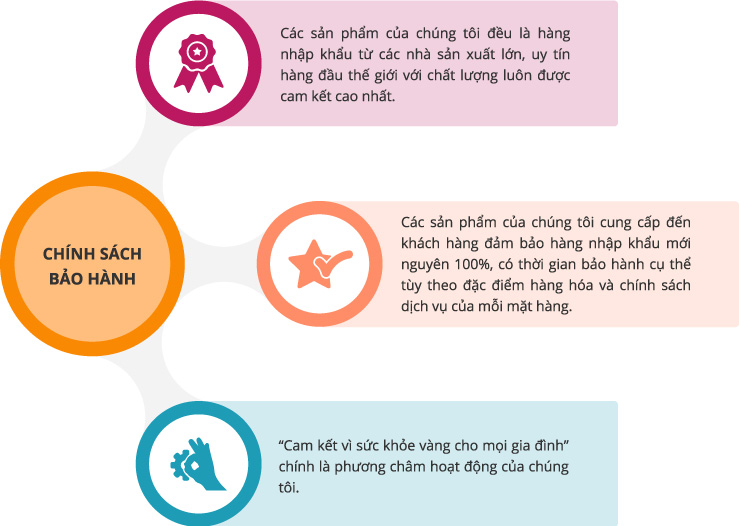 Các sản phẩm của chúng tôi đều là hàng
nhập khẩu từ các nhà sản xuất lớn, uy tín
hàng đầu thế giới với chất lượng luôn được
cam kết cao nhất.
CHÍNH SÁCH
BẢO HÀNH
Các sản phẩm của chúng tôi cung cấp đến
khách hàng đảm bảo hàng nhập khẩu mới
nguyên 100%, có thời gian bảo hành cụ thể
tùy theo đặc điểm hàng hóa và chính sách
dịch vụ của mỗi mặt hàng.
“Cam kết vì sức khỏe vàng cho mọi gia đình”
chính là phương châm hoạt động của chúng
tôi.